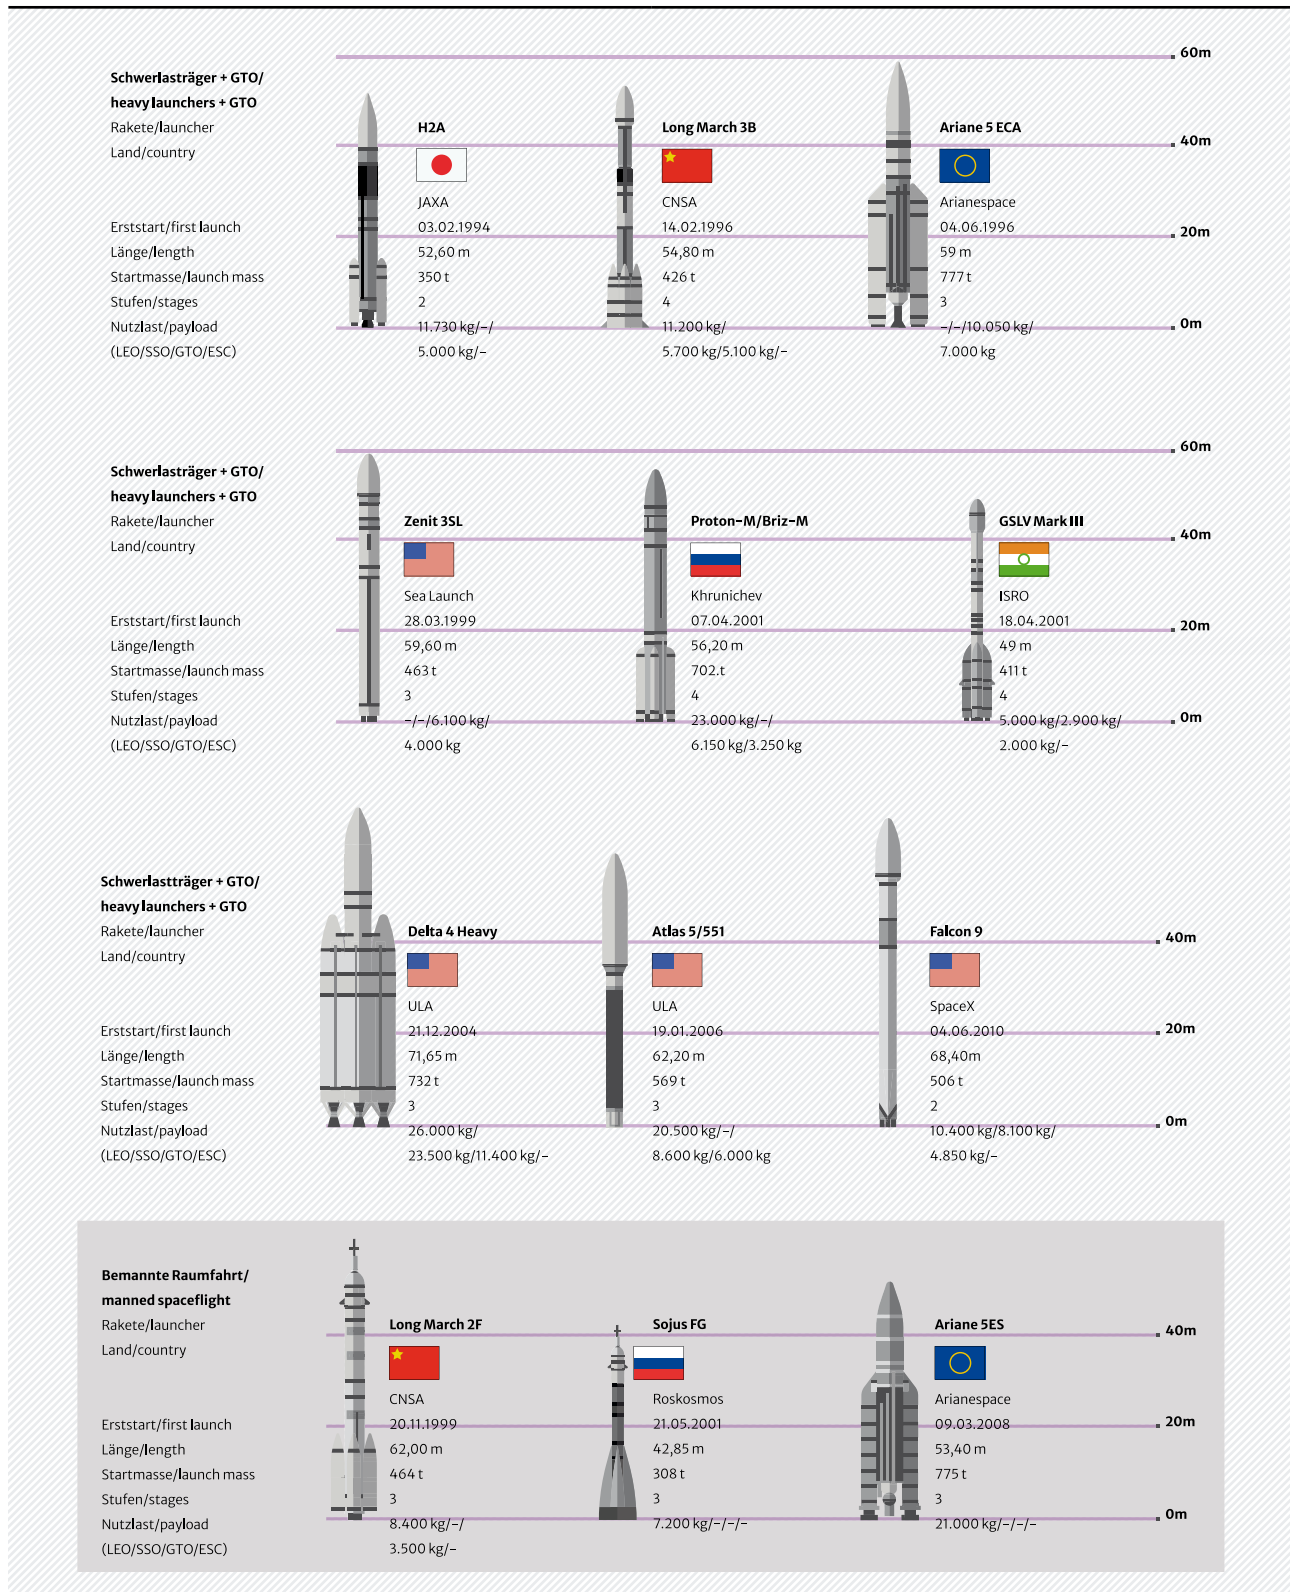 60m
Schwerlasträger + GTO/
heavy launchers + GTO
Rakete/launcher H2A Long March 3B Ariane 5 ECA
40m
Land/country
JAXA CNSA Arianespace
Erststart/first launch 03.02.1994 14.02.1996 04.06.1996
20m
Länge/length 52,60 m 54,80 m 59 m
Startmasse/launch mass 350 t 426 t 777 t
Stufen/stages 2 4 3
Nutzlast/payload 11.730 kg/–/ 11.200 kg/ –/–/10.050 kg/
0m
(LEO/SSO/GTO/ESC) 5.000 kg/– 5.700 kg/5.100 kg/– 7.000 kg
60m
Schwerlasträger + GTO/
heavy launchers + GTO
Rakete/launcher Zenit 3SL Proton-M/Briz-M GSLV Mark III
40m
Land/country
Sea Launch Khrunichev ISRO
Erststart/first launch 28.03.1999 07.04.2001 18.04.2001
20m
Länge/length 59,60 m 56,20 m 49 m
Startmasse/launch mass 463 t 702.t 411 t
Stufen/stages 3 4 4
Nutzlast/payload –/–/6.100 kg/ 23.000 kg/–/ 5.000 kg/2.900 kg/
0m
(LEO/SSO/GTO/ESC) 4.000 kg 6.150 kg/3.250 kg 2.000 kg/–
Schwerlastträger + GTO/
heavy launchers + GTO
Rakete/launcher Delta 4 Heavy Atlas 5/551 Falcon 9
40m
Land/country
ULA ULA SpaceX
Erststart/first launch 21.12.2004 19.01.2006 04.06.2010
20m
Länge/length 71,65 m 62,20 m 68,40m
Startmasse/launch mass 732 t 569 t 506 t
Stufen/stages 3 3 2
Nutzlast/payload 26.000 kg/ 20.500 kg/–/ 10.400 kg/8.100 kg/
0m
(LEO/SSO/GTO/ESC) 23.500 kg/11.400 kg/– 8.600 kg/6.000 kg 4.850 kg/–
Bemannte Raumfahrt/
manned spaceflight
Rakete/launcher Long March 2F Sojus FG Ariane 5ES
40m
Land/country
CNSA Roskosmos Arianespace
Erststart/first launch 20.11.1999 21.05.2001 09.03.2008
20m
Länge/length 62,00 m 42,85 m 53,40 m
Startmasse/launch mass 464 t 308 t 775 t
Stufen/stages 3 3 3
Nutzlast/payload 8.400 kg/–/ 7.200 kg/–/–/– 21.000 kg/–/–/–
0m
(LEO/SSO/GTO/ESC) 3.500 kg/–